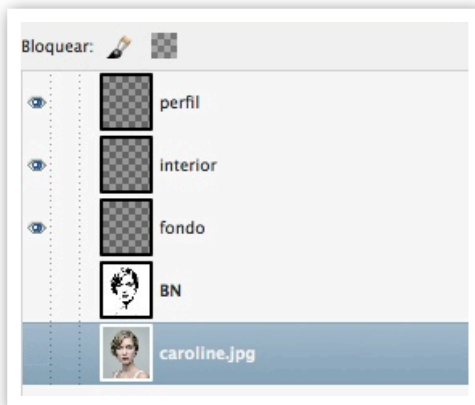 Bloquear:
perfil
interior
fondo
BN
caroline.jpg